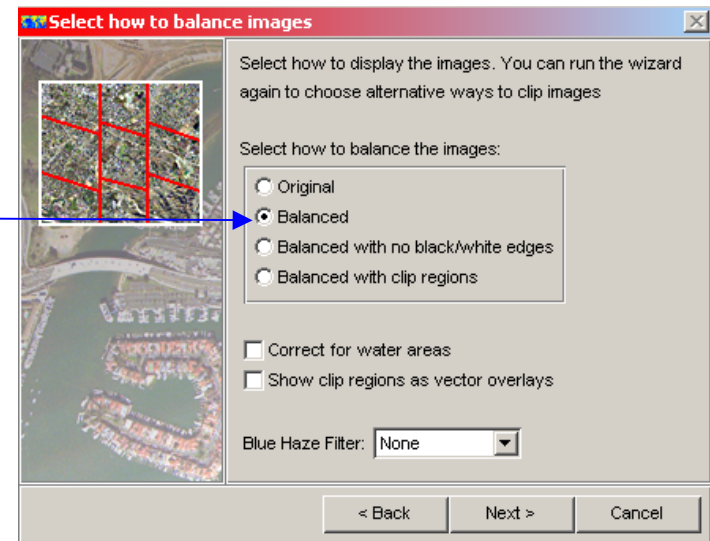 Select how to balance images
Select how to display the images. You can run the wizard
again to choose alternative ways to clip images
Select how to balance the images:
Original
Balanced
Balanced with no black/white edges
Balanced with clip regions
Correct for water areas
Show clip regions as vector overlays
Blue Haze Filter: None
< Back Next > Cancel